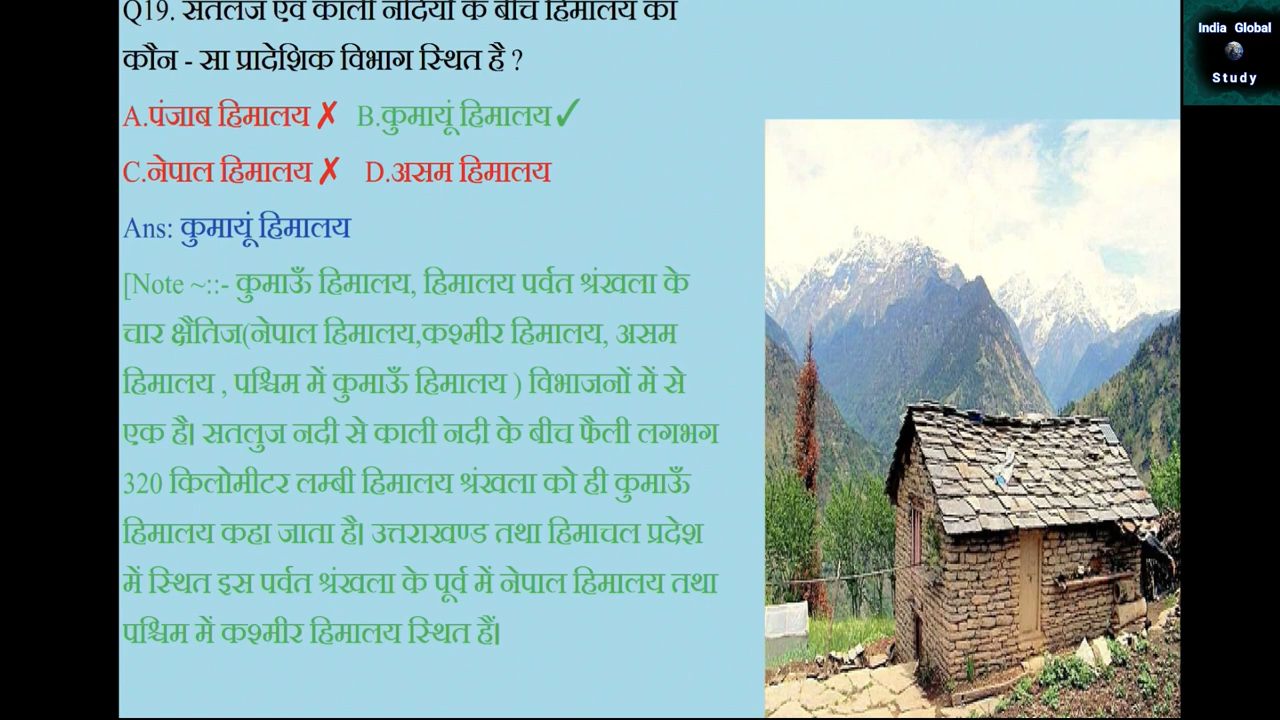 Q19. सतलज एवं काली नदियों के बीच हिमालय का
कौन - सा प्रादेशिक विभाग स्थित है ?
A.पंजाब हिमालय ✗ B.कुमायूं हिमालय ✓
C.नेपाल हिमालय ✗ D.असम हिमालय
Ans: कुमायूं हिमालय
[Note ~::- कुमाऊँ हिमालय, हिमालय पर्वत श्रंखला के
चार क्षैतिज(नेपाल हिमालय,कश्मीर हिमालय, असम
हिमालय , पश्चिम में कुमाऊँ हिमालय ) विभाजनों में से
एक है। सतलुज नदी से काली नदी के बीच फैली लगभग
320 किलोमीटर लम्बी हिमालय श्रंखला को ही कुमाऊँ
हिमालय कहा जाता है। उत्तराखण्ड तथा हिमाचल प्रदेश
में स्थित इस पर्वत श्रंखला के पूर्व में नेपाल हिमालय तथा
पश्चिम में कश्मीर हिमालय स्थित हैं।
India Global
Study